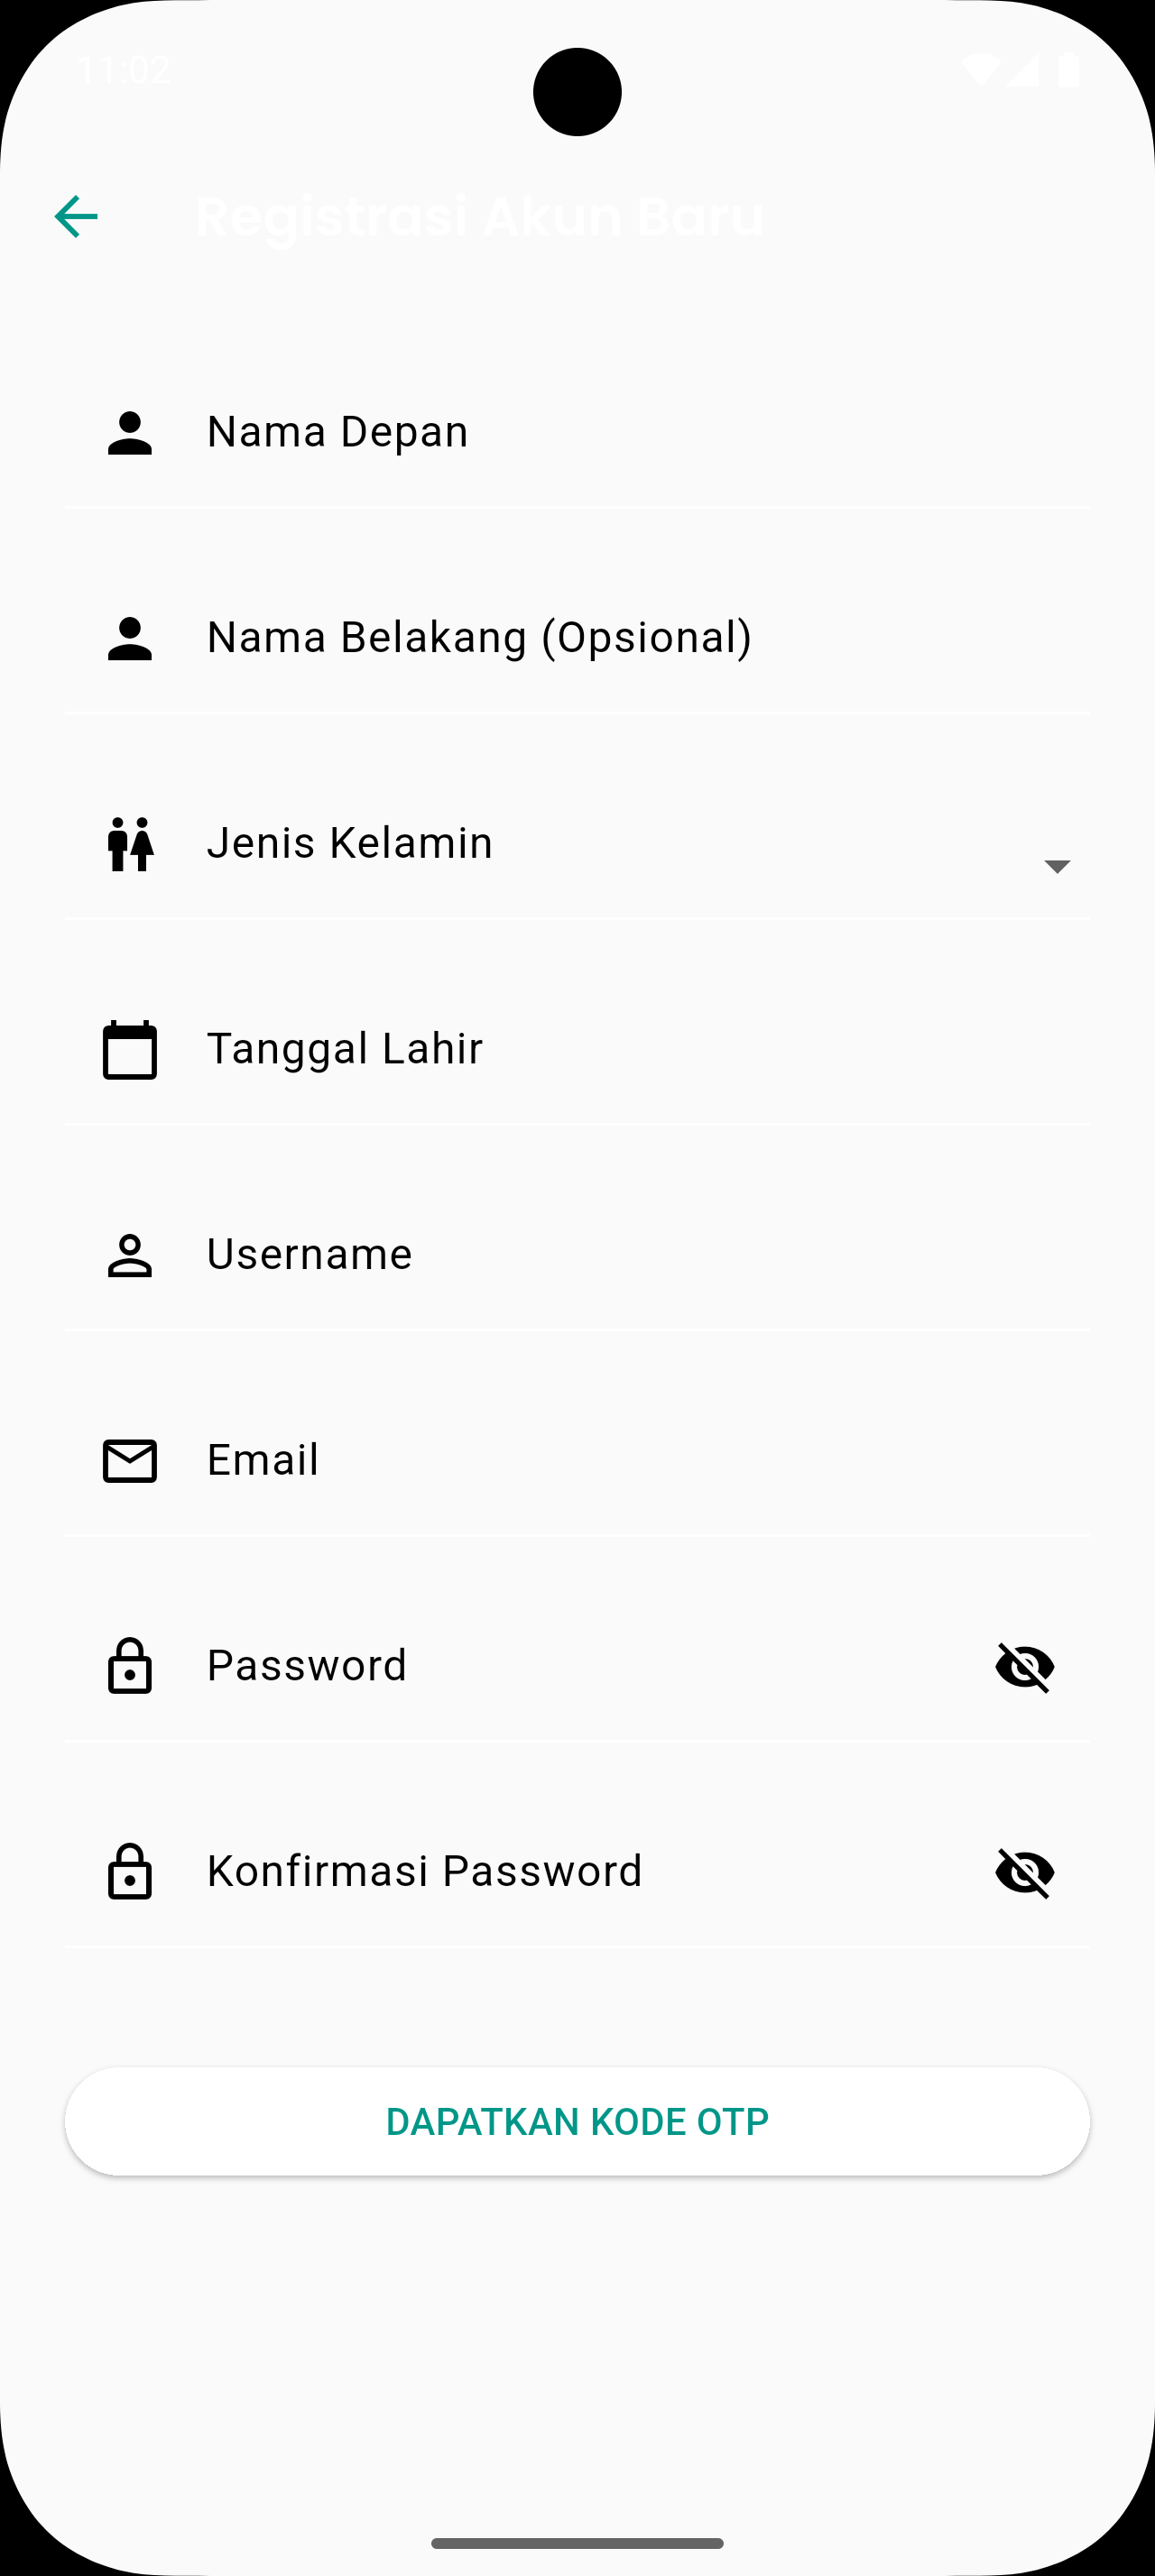 11:02
Registrasi Akun Baru
Nama Depan
Nama Belakang (Opsional)
Jenis Kelamin
Tanggal Lahir
Username
Email
Password
Konfirmasi Password
DAPATKAN KODE OTP